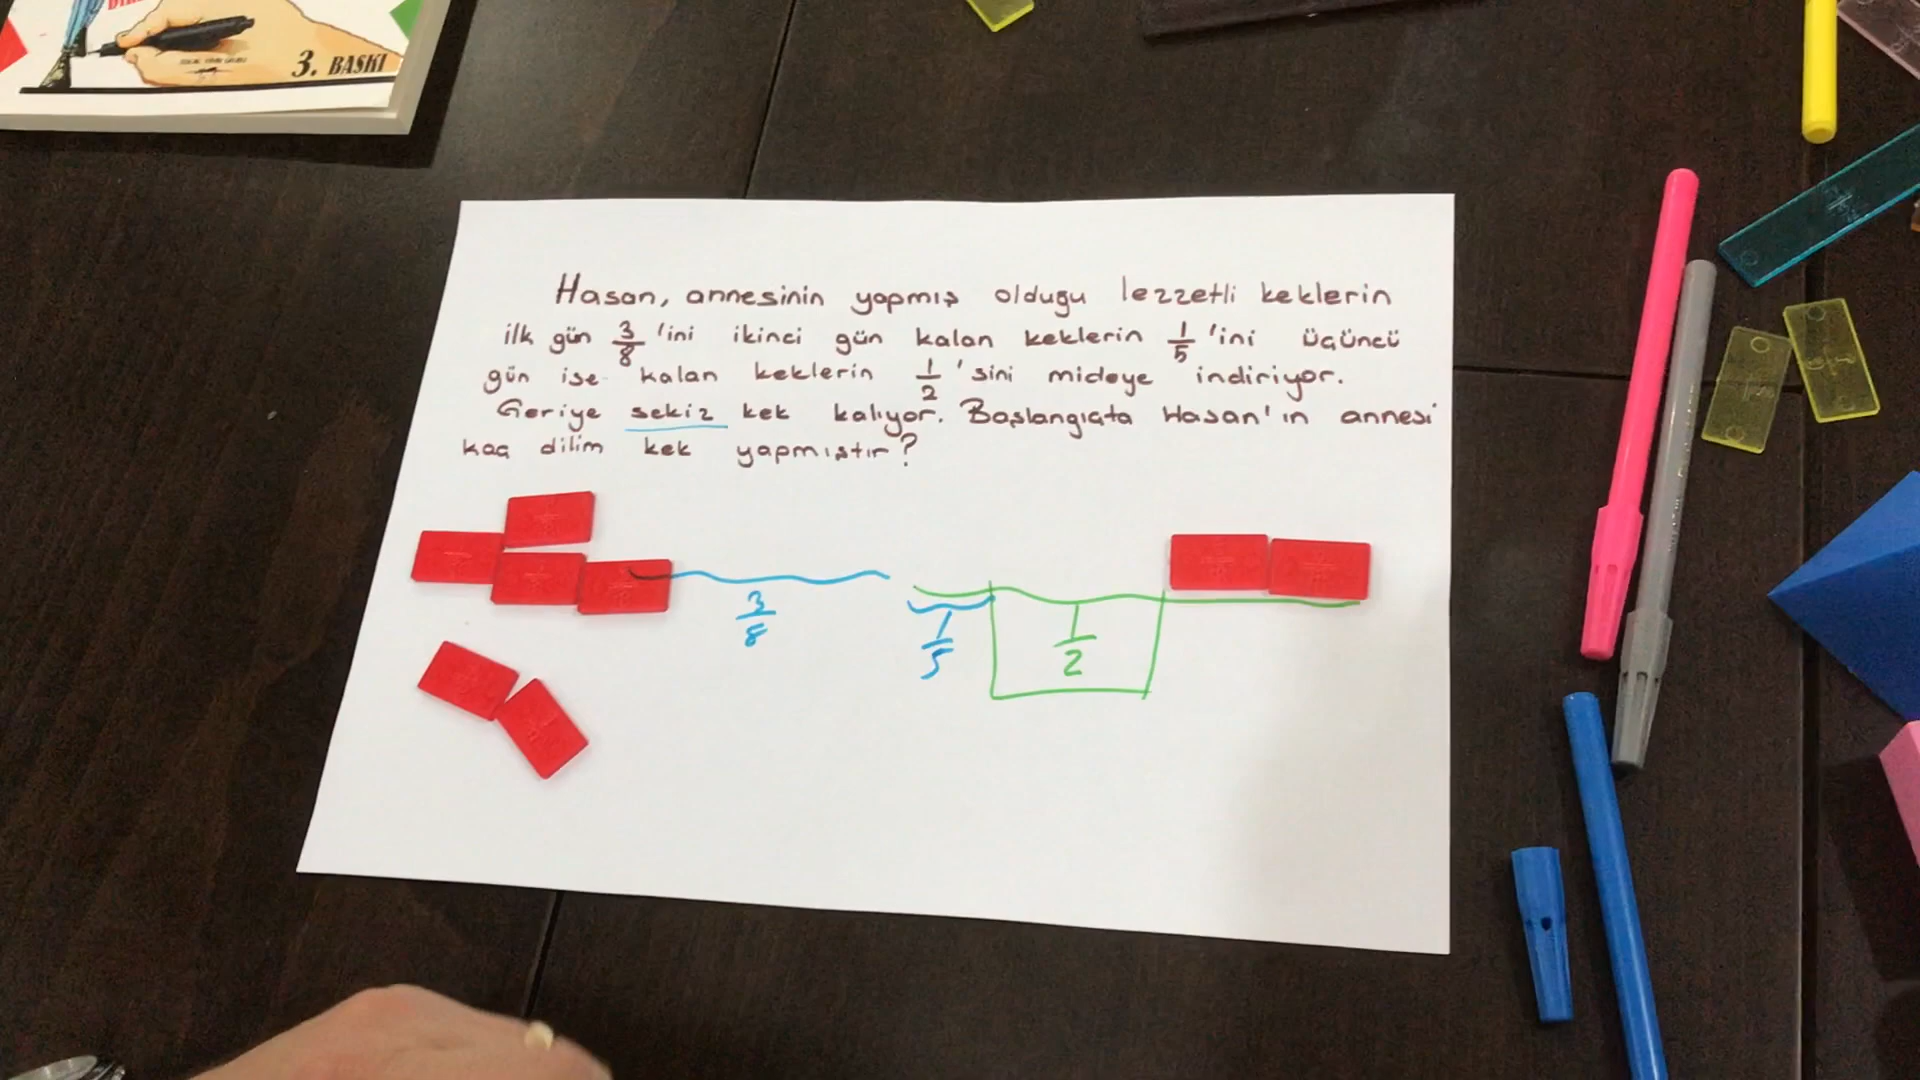 3. BASKI
Hasan, annesinin yapmış olduğu lezzetli keklerin
ilk gün 3/8 'ini ikinci gün kalan keklerin 1/5 'ini üçüncü
gün ise kalan keklerin 1/2 'sini mideye indiriyor.
Geriye sekiz kek kalıyor. Başlangıçta Hasan'ın annesi
kaç dilim kek yapmıştır?
3/8
1/5
1/2